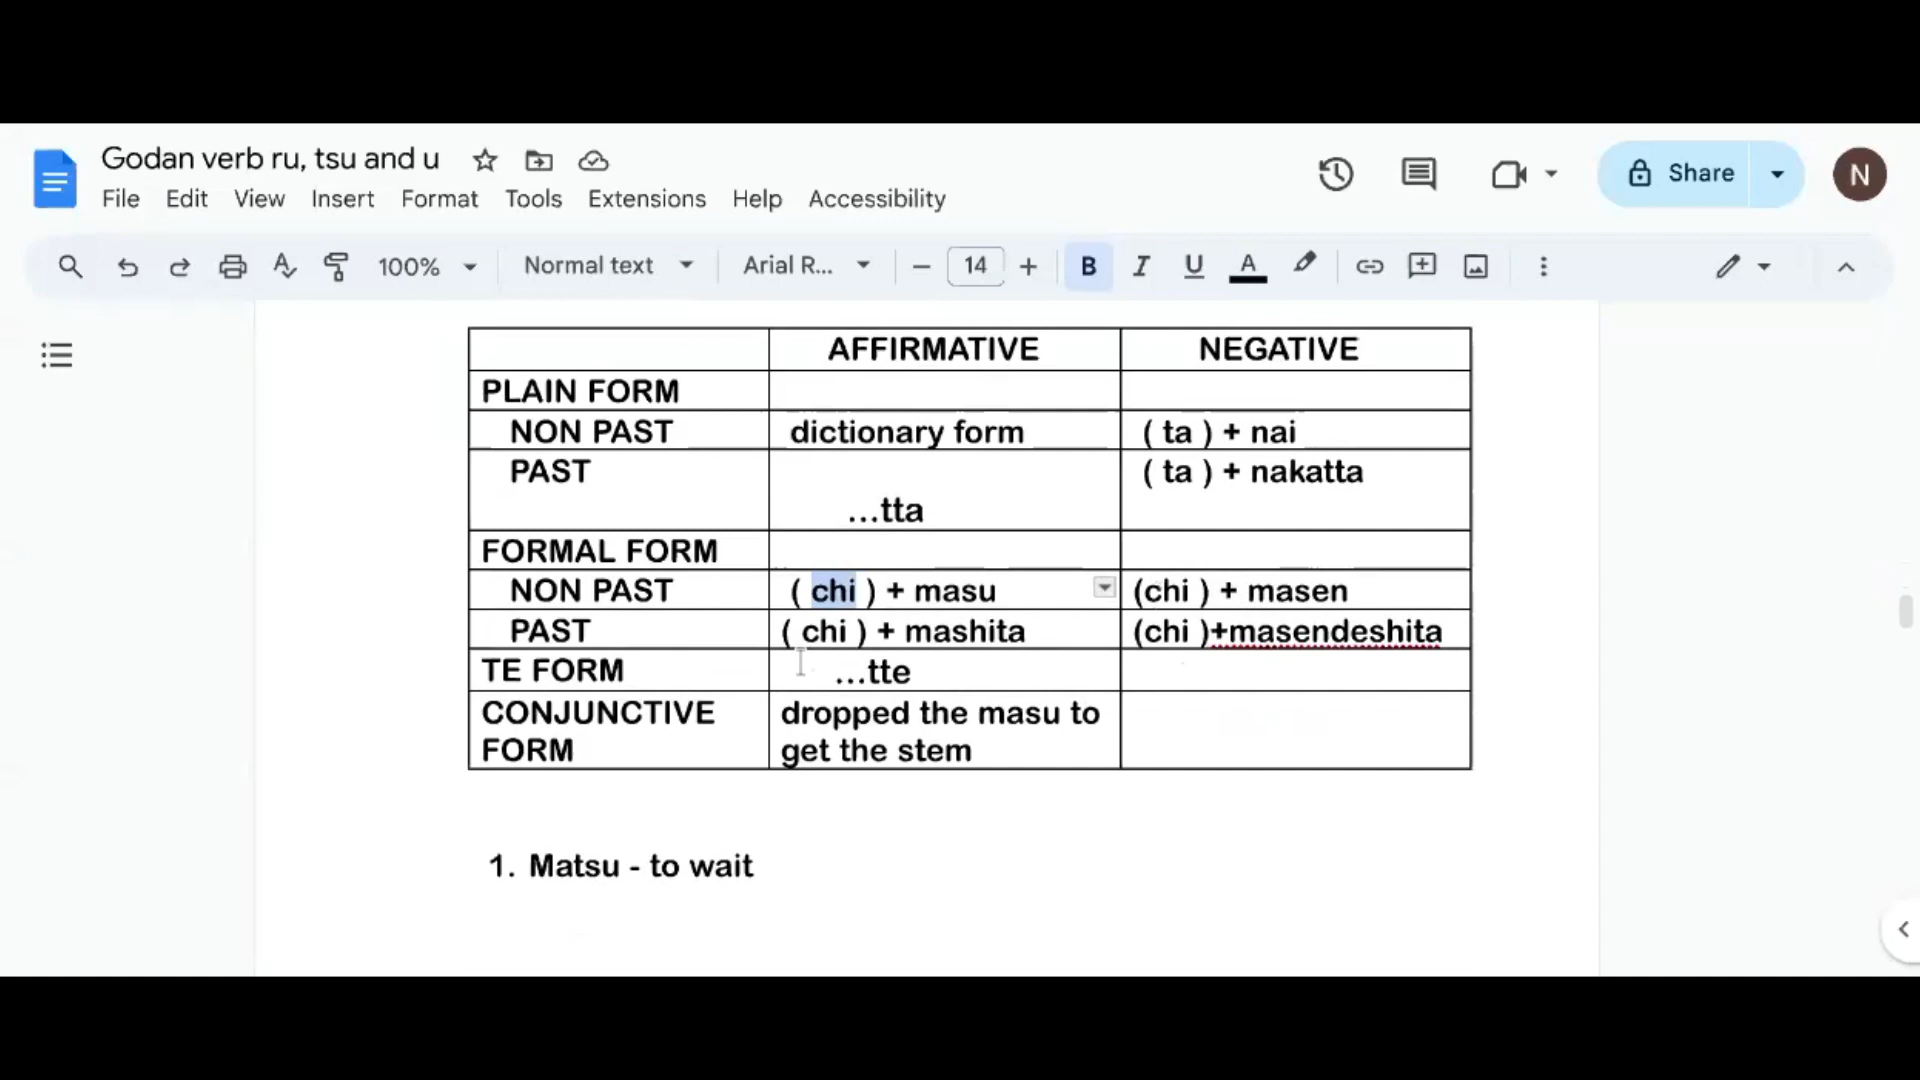 Godan verb ru, tsu and u
File Edit View Insert Format Tools Extensions Help Accessibility
Share
N
100% Normal text Arial R... 14 B I U A
AFFIRMATIVE NEGATIVE
PLAIN FORM
NON PAST dictionary form ( ta ) + nai
PAST ( ta ) + nakatta
...tta
FORMAL FORM
NON PAST ( chi ) + masu (chi ) + masen
PAST ( chi ) + mashita (chi )+masendeshita
TE FORM ...tte
CONJUNCTIVE dropped the masu to
FORM get the stem
1. Matsu - to wait